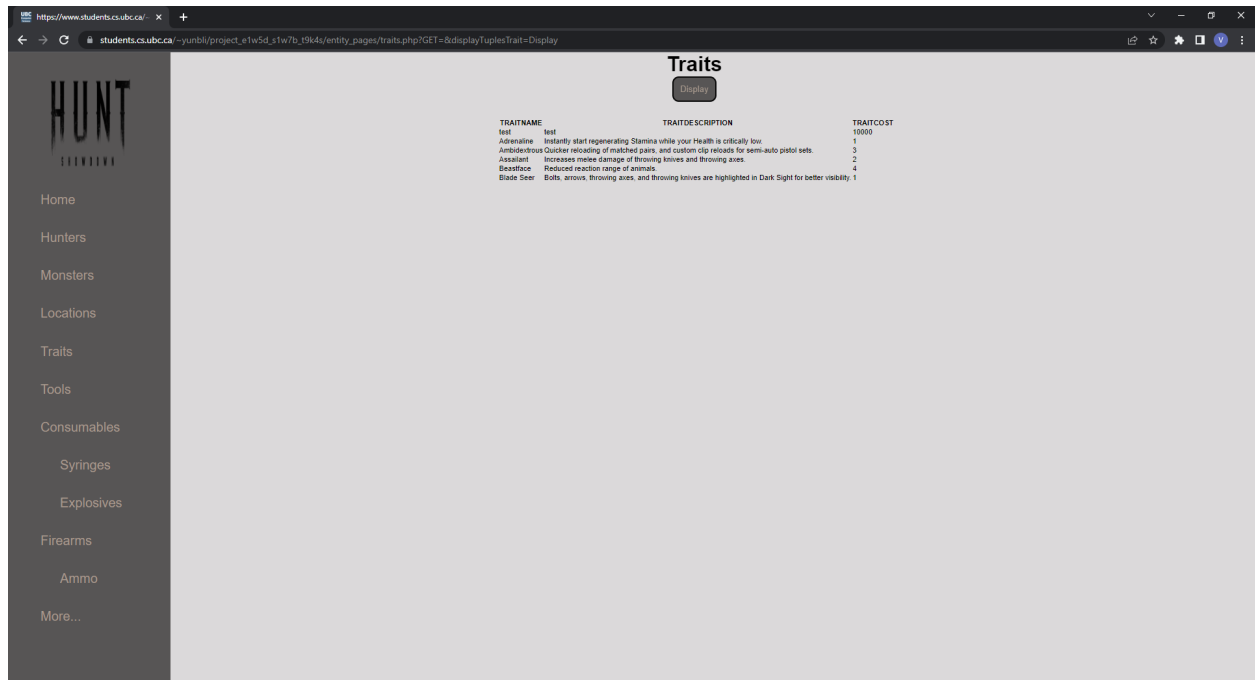 https://www.students.cs.ubc.ca/~
students.cs.ubc.ca/~yunbli/project_e1w5d_s1w7b_t9k4s/entity_pages/traits.php?GET=&displayTuplesTrait=Display
V
HUNT
SHOWDOWN
Home
Hunters
Monsters
Locations
Traits
Tools
Consumables
Syringes
Explosives
Firearms
Ammo
More...
Traits
Display
TRAITNAME TRAITDESCRIPTION TRAITCOST
test test 10000
Adrenaline Instantly start regenerating Stamina while your Health is critically low. 1
Ambidextrous Quicker reloading of matched pairs, and custom clip reloads for semi-auto pistol sets. 3
Assailant Increases melee damage of throwing knives and throwing axes. 2
Beastface Reduced reaction range of animals. 4
Blade Seer Bolts, arrows, throwing axes, and throwing knives are highlighted in Dark Sight for better visibility. 1